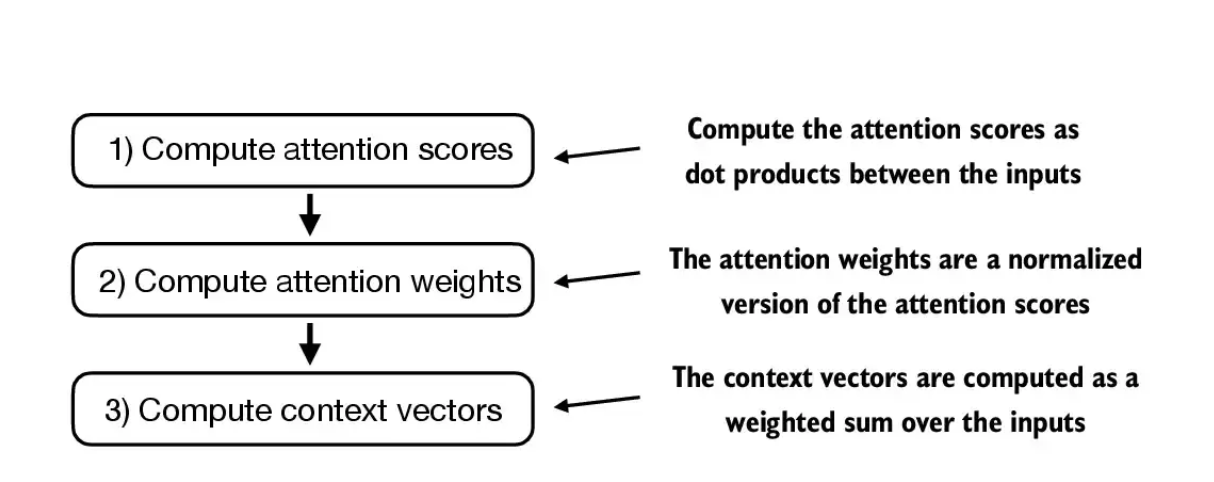 1) Compute attention scores
Compute the attention scores as
dot products between the inputs
2) Compute attention weights
The attention weights are a normalized
version of the attention scores
3) Compute context vectors
The context vectors are computed as a
weighted sum over the inputs